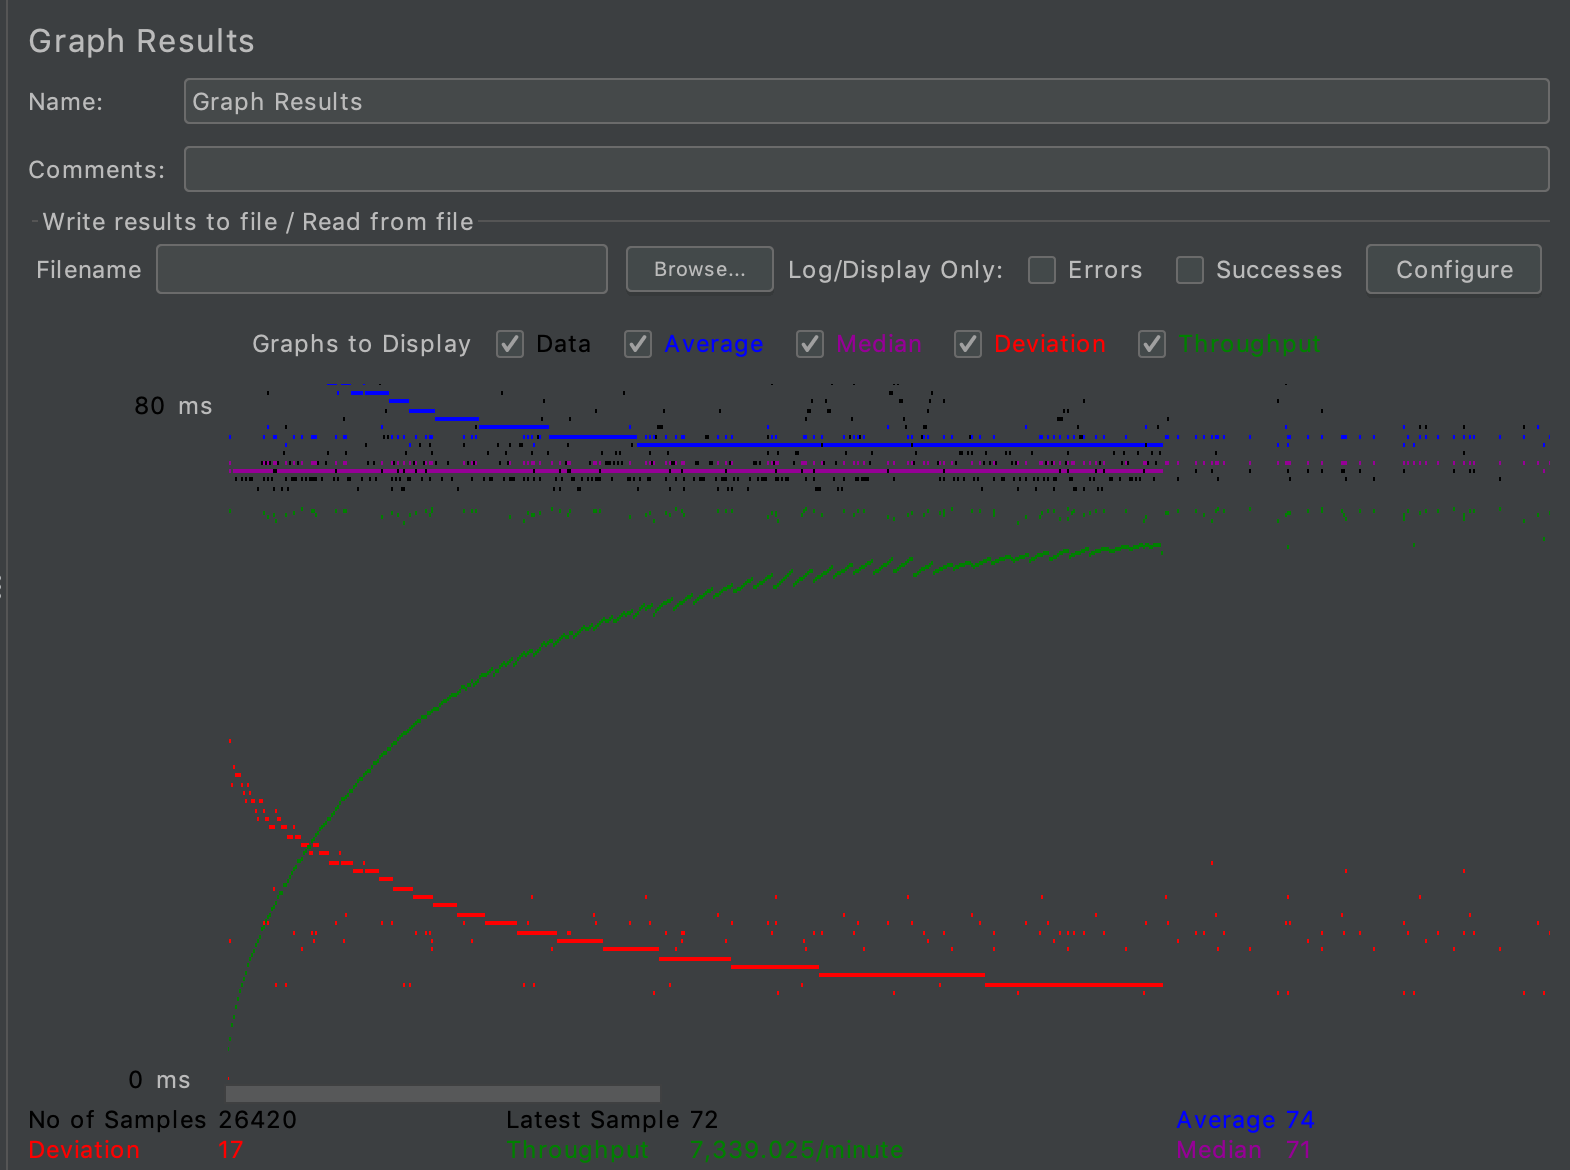 Graph Results
Name: Graph Results
Comments:
Write results to file / Read from file
Filename Browse... Log/Display Only: Errors Successes Configure
Graphs to Display Data Average Median Deviation Throughput
80 ms
0 ms
No of Samples 26420 Latest Sample 72 Average 74
Deviation 17 Throughput 7,339.025/minute Median 71